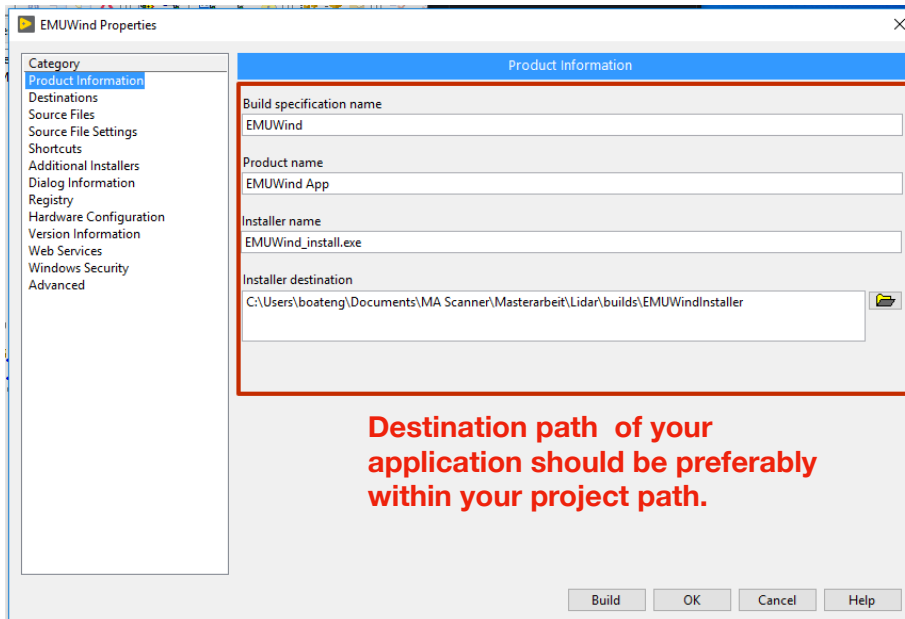 EMUWind Properties
Category
Product Information
Destinations
Source Files
Source File Settings
Shortcuts
Additional Installers
Dialog Information
Registry
Hardware Configuration
Version Information
Web Services
Windows Security
Advanced
Product Information
Build specification name
EMUWind
Product name
EMUWind App
Installer name
EMUWind_install.exe
Installer destination
C:\Users\boateng\Documents\MA Scanner\Masterarbeit\Lidar\builds\EMUWindInstaller
Destination path of your
application should be preferably
within your project path.
Build
OK
Cancel
Help